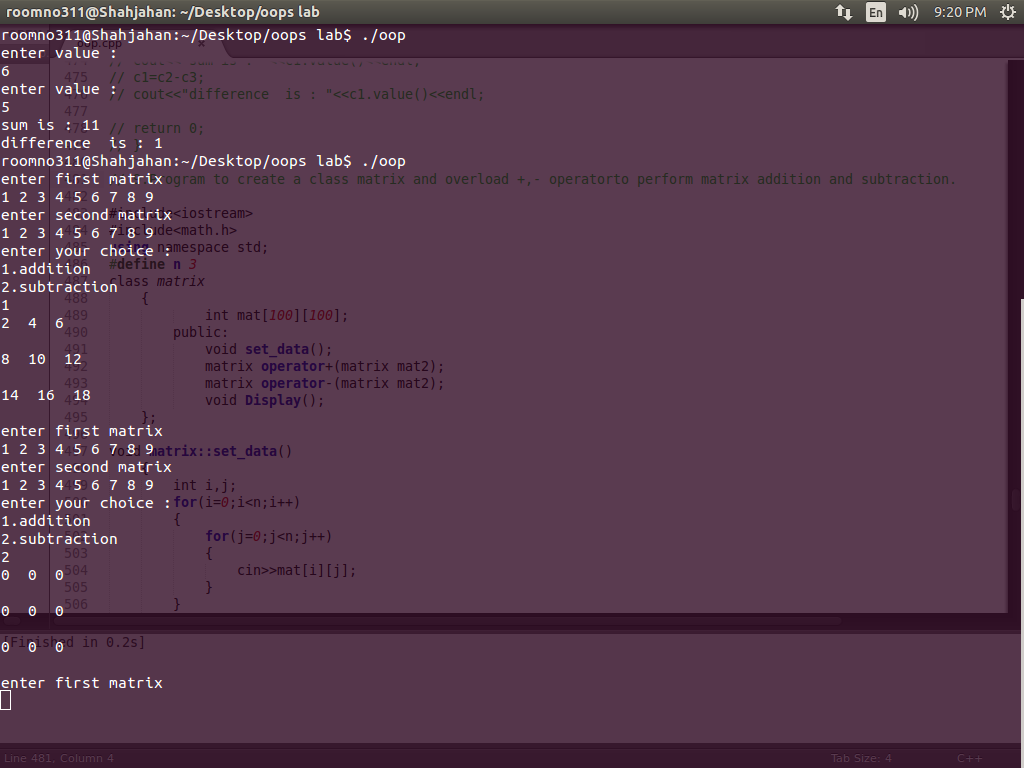 roomno311@Shahjahan: ~/Desktop/oops lab
En
9:20 PM
roomno311@Shahjahan:~/Desktop/oops lab$ ./oop
enter value :
6
enter value :
5
sum is : 11
difference  is : 1
roomno311@Shahjahan:~/Desktop/oops lab$ ./oop
enter first matrix
1 2 3 4 5 6 7 8 9
enter second matrix
1 2 3 4 5 6 7 8 9
enter your choice :
1.addition
2.subtraction
1
2  4  6
8  10  12
14  16  18
enter first matrix
1 2 3 4 5 6 7 8 9
enter second matrix
1 2 3 4 5 6 7 8 9
enter your choice :
1.addition
2.subtraction
2
0  0  0
0  0  0
0  0  0
enter first matrix
oop.cpp
475 // c1=c2-c3;
// cout<<"difference  is : "<<c1.value()<<endl;
477
// return 0;
program to create a class matrix and overload +,- operatorto perform matrix addition and subtraction.
#include<iostream>
#include<math.h>
using namespace std;
#define n 3
class matrix
488 {
489 int mat[100][100];
490 public:
491 void set_data();
492 matrix operator+(matrix mat2);
493 matrix operator-(matrix mat2);
void Display();
495 };
void matrix::set_data()
int i,j;
for(i=0;i<n;i++)
{
for(j=0;j<n;j++)
503 {
504 cin>>mat[i][j];
505 }
506 }
[Finished in 0.2s]
Line 481, Column 4
Tab Size: 4
C++